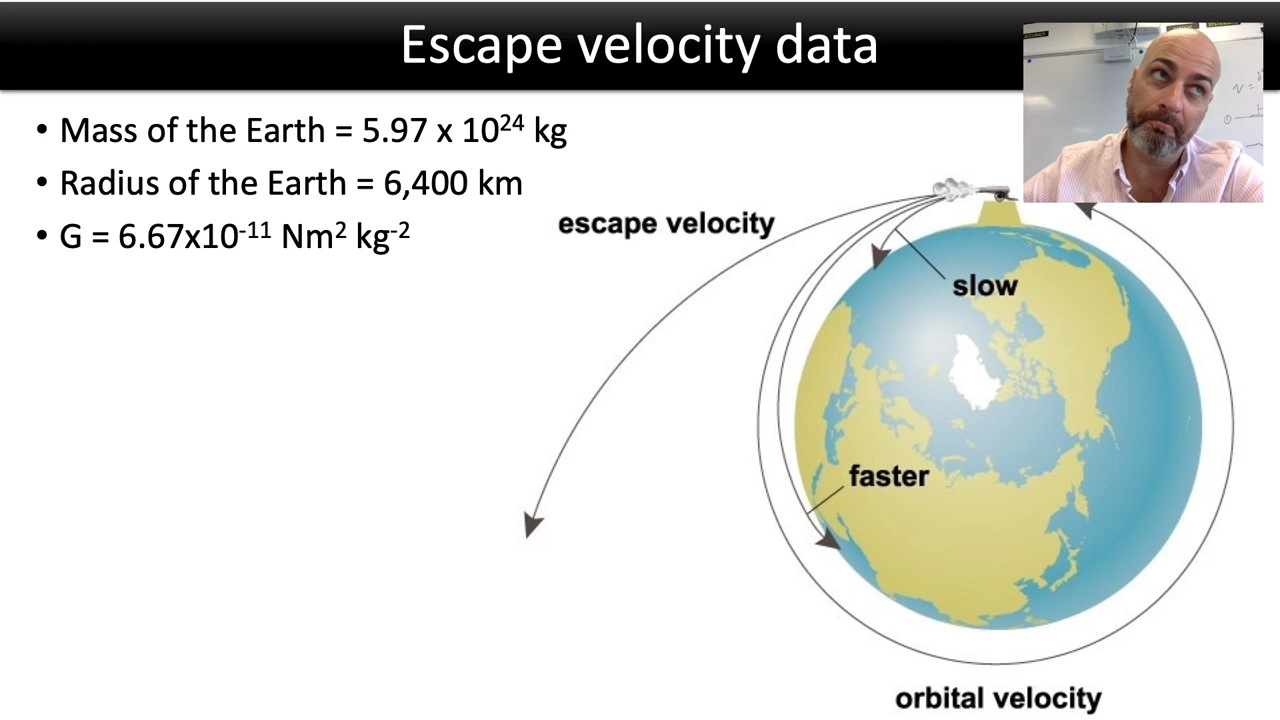 Escape velocity data
• Mass of the Earth = 5.97 x 10²⁴ kg
• Radius of the Earth = 6,400 km
• G = 6.67x10⁻¹¹ Nm² kg⁻²
escape velocity
slow
faster
orbital velocity
ACCURACY